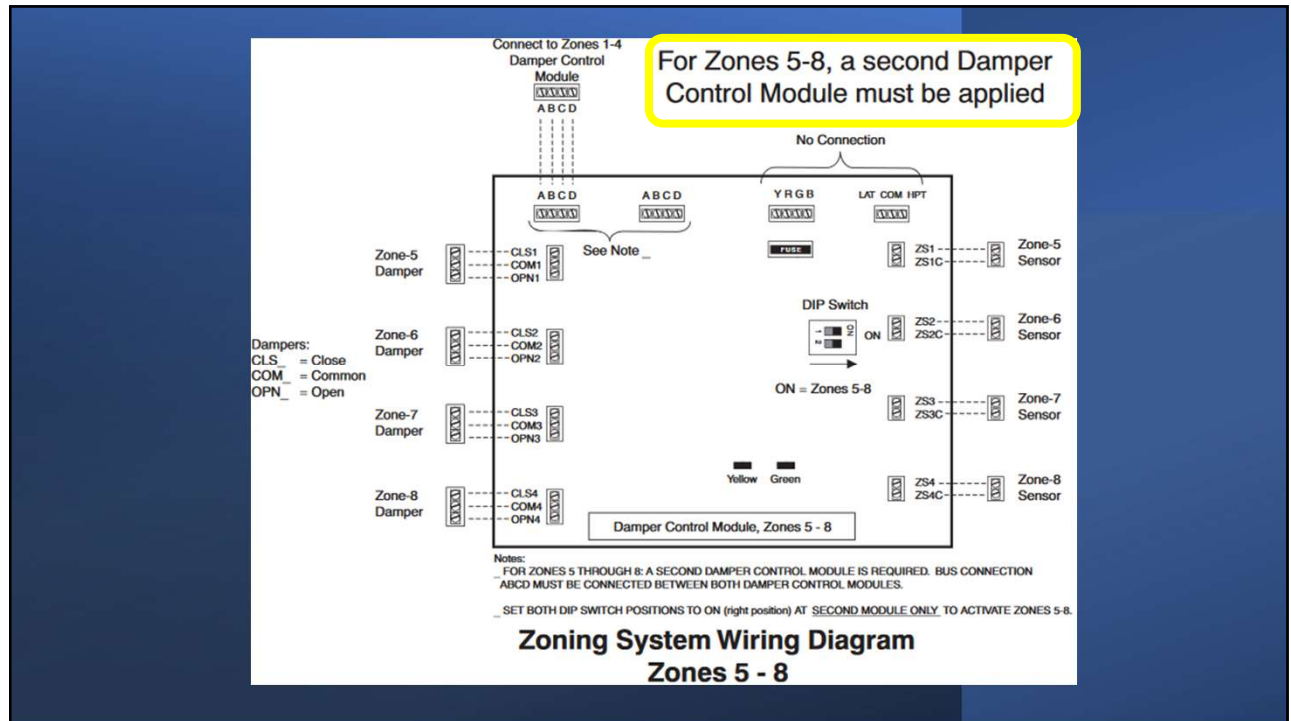 Connect to Zones 1-4
Damper Control
Module
A B C D
For Zones 5-8, a second Damper
Control Module must be applied
No Connection
A B C D
A B C D
Y R G B
LAT COM HPT
See Note _
FUSE
Zone-5
Damper
CLS1
COM1
OPN1
ZS1
ZS1C
Zone-5
Sensor
DIP Switch
1
2
ON
ON
ON = Zones 5-8
Dampers:
CLS_ = Close
COM_ = Common
OPN_ = Open
Zone-6
Damper
CLS2
COM2
OPN2
ZS2
ZS2C
Zone-6
Sensor
Zone-7
Damper
CLS3
COM3
OPN3
ZS3
ZS3C
Zone-7
Sensor
Yellow Green
Zone-8
Damper
CLS4
COM4
OPN4
ZS4
ZS4C
Zone-8
Sensor
Damper Control Module, Zones 5 - 8
Notes:
_ FOR ZONES 5 THROUGH 8: A SECOND DAMPER CONTROL MODULE IS REQUIRED. BUS CONNECTION
ABCD MUST BE CONNECTED BETWEEN BOTH DAMPER CONTROL MODULES.
_ SET BOTH DIP SWITCH POSITIONS TO ON (right position) AT SECOND MODULE ONLY TO ACTIVATE ZONES 5-8.
Zoning System Wiring Diagram
Zones 5 - 8